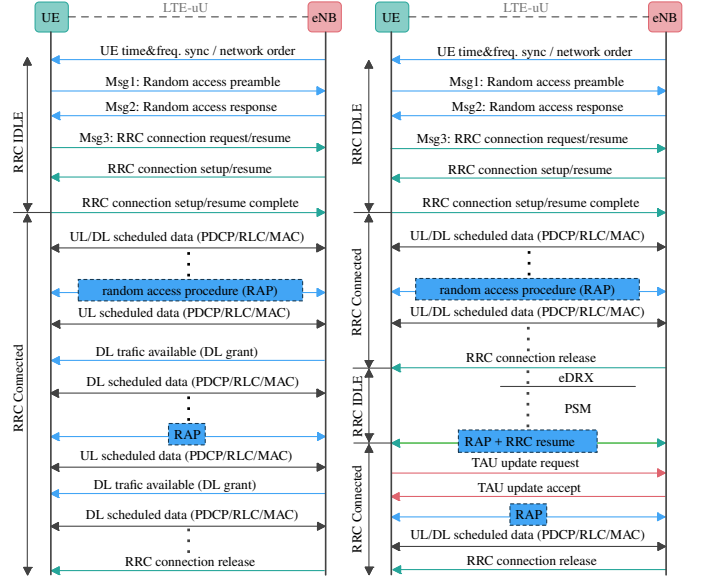 LTE-uU
UE
eNB
UE time&freq. sync / network order
Msg1: Random access preamble
Msg2: Random access response
Msg3: RRC connection request/resume
RRC connection setup/resume
RRC connection setup/resume complete
UL/DL scheduled data (PDCP/RLC/MAC)
random access procedure (RAP)
UL scheduled data (PDCP/RLC/MAC)
DL trafic available (DL grant)
DL scheduled data (PDCP/RLC/MAC)
RAP
UL scheduled data (PDCP/RLC/MAC)
DL trafic available (DL grant)
DL scheduled data (PDCP/RLC/MAC)
RRC connection release
RRC IDLE
RRC Connected
LTE-uU
UE
eNB
UE time&freq. sync / network order
Msg1: Random access preamble
Msg2: Random access response
Msg3: RRC connection request/resume
RRC connection setup/resume
RRC connection setup/resume complete
UL/DL scheduled data (PDCP/RLC/MAC)
random access procedure (RAP)
UL/DL scheduled data (PDCP/RLC/MAC)
RRC connection release
eDRX
PSM
RAP + RRC resume
TAU update request
TAU update accept
RAP
UL/DL scheduled data (PDCP/RLC/MAC)
RRC connection release
RRC IDLE
RRC Connected
RRC IDLE
RRC Connected